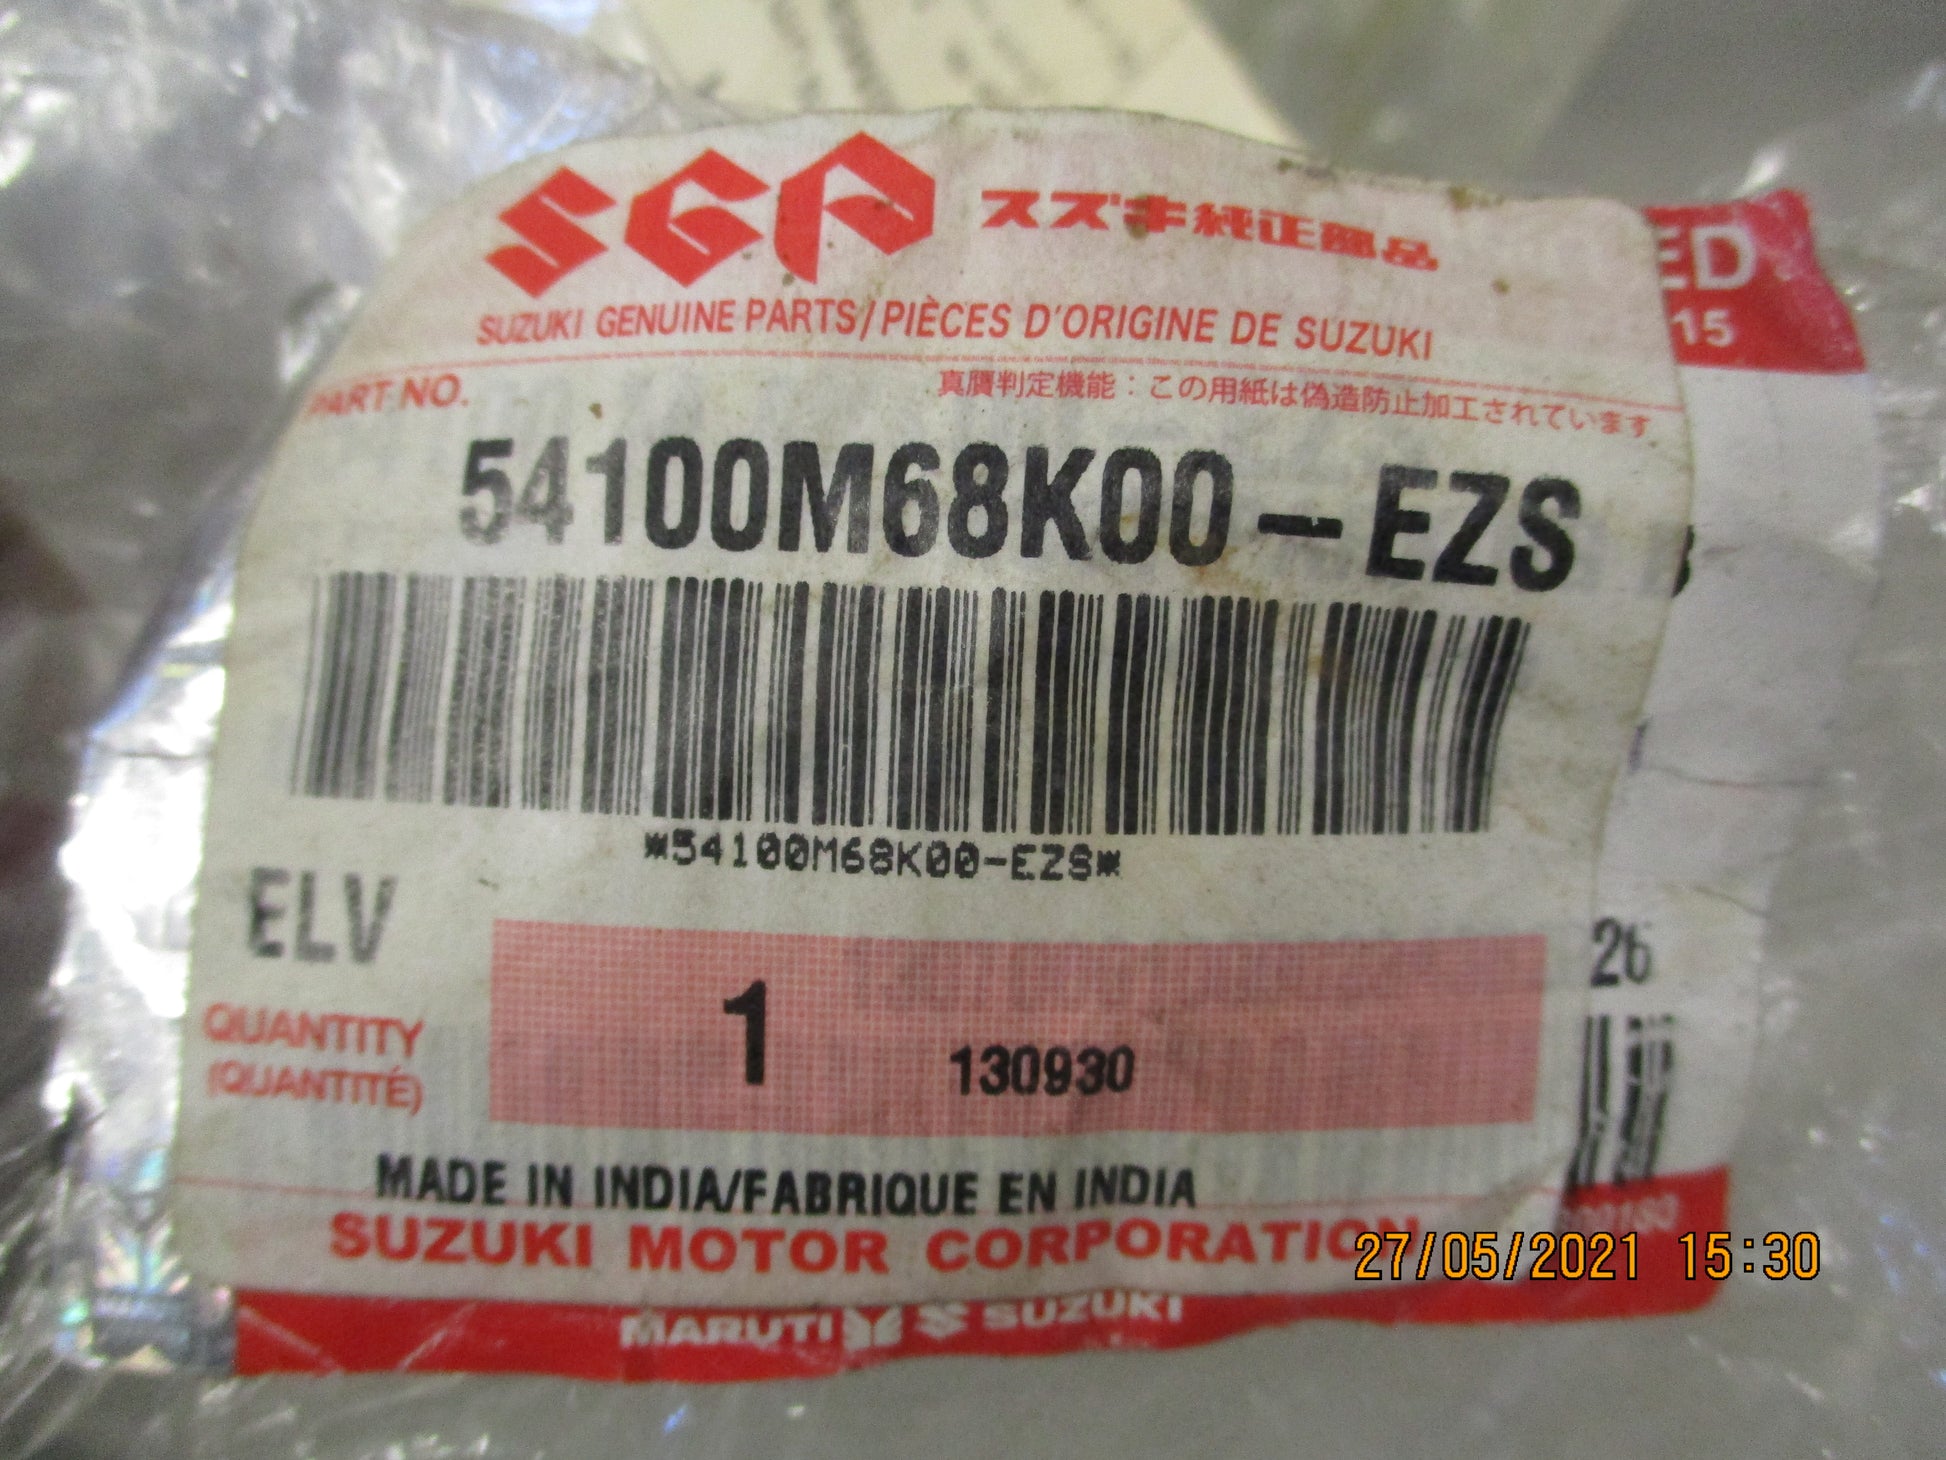 SGP スズキ純正部品
SUZUKI GENUINE PARTS/PIÈCES D'ORIGINE DE SUZUKI
PART NO.
真贋判定機能：この用紙は偽造防止加工されています
54100M68K00-EZS
*54100M68K00-EZS*
ELV
QUANTITY
(QUANTITÉ)
1
130930
MADE IN INDIA/FABRIQUE EN INDIA
SUZUKI MOTOR CORPORATION
MARUTI SUZUKI
ED
15
26
27/05/2021 15:30